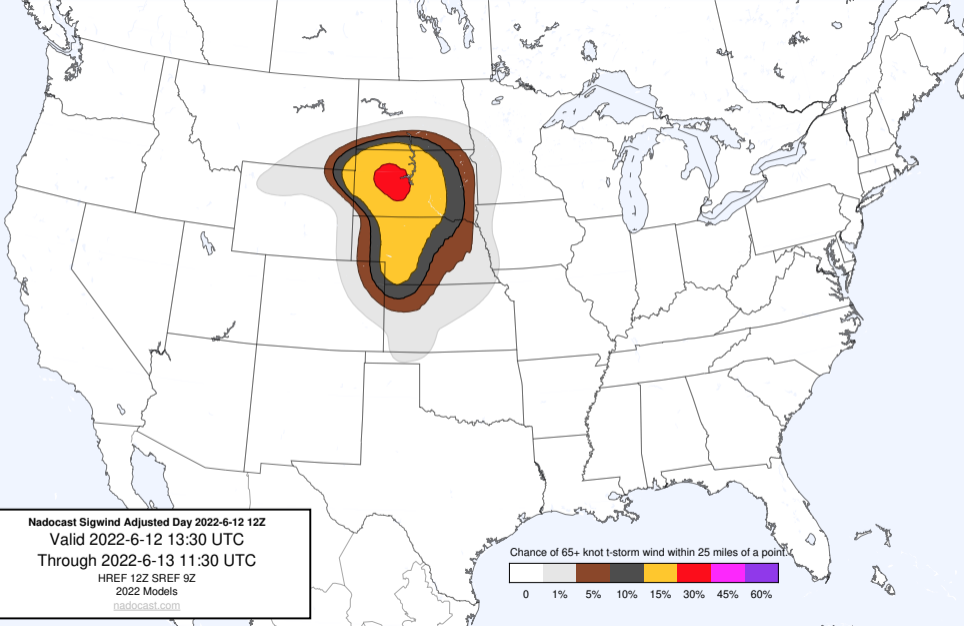 Nadocast Sigwind Adjusted Day 2022-6-12 12Z
Valid 2022-6-12 13:30 UTC
Through 2022-6-13 11:30 UTC
HREF 12Z SREF 9Z
2022 Models
nadocast.com
Chance of 65+ knot t-storm wind within 25 miles of a point.
0 1% 5% 10% 15% 30% 45% 60%